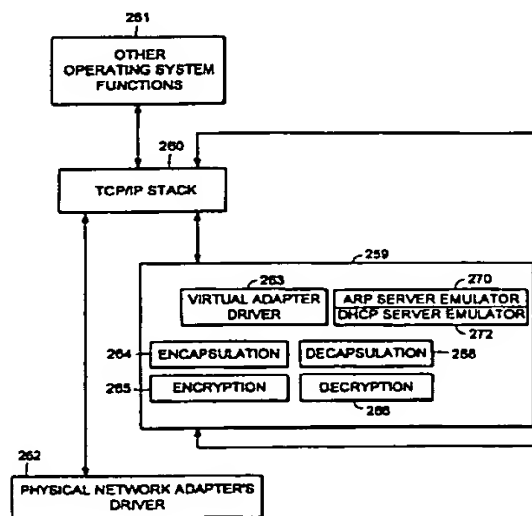 261
OTHER
OPERATING SYSTEM
FUNCTIONS
260
TCP/IP STACK
259
263
VIRTUAL ADAPTER
DRIVER
270
ARP SERVER EMULATOR
DHCP SERVER EMULATOR
272
264
ENCAPSULATION
DECAPSULATION
268
265
ENCRYPTION
DECRYPTION
266
262
PHYSICAL NETWORK ADAPTER'S
DRIVER